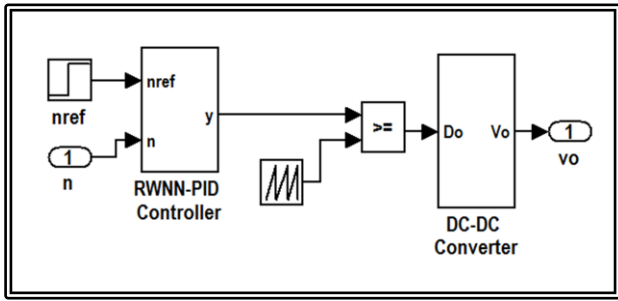 nref
nref
1
n
n
y
RWNN-PID
Controller
>=
Do
Vo
DC-DC
Converter
1
vo